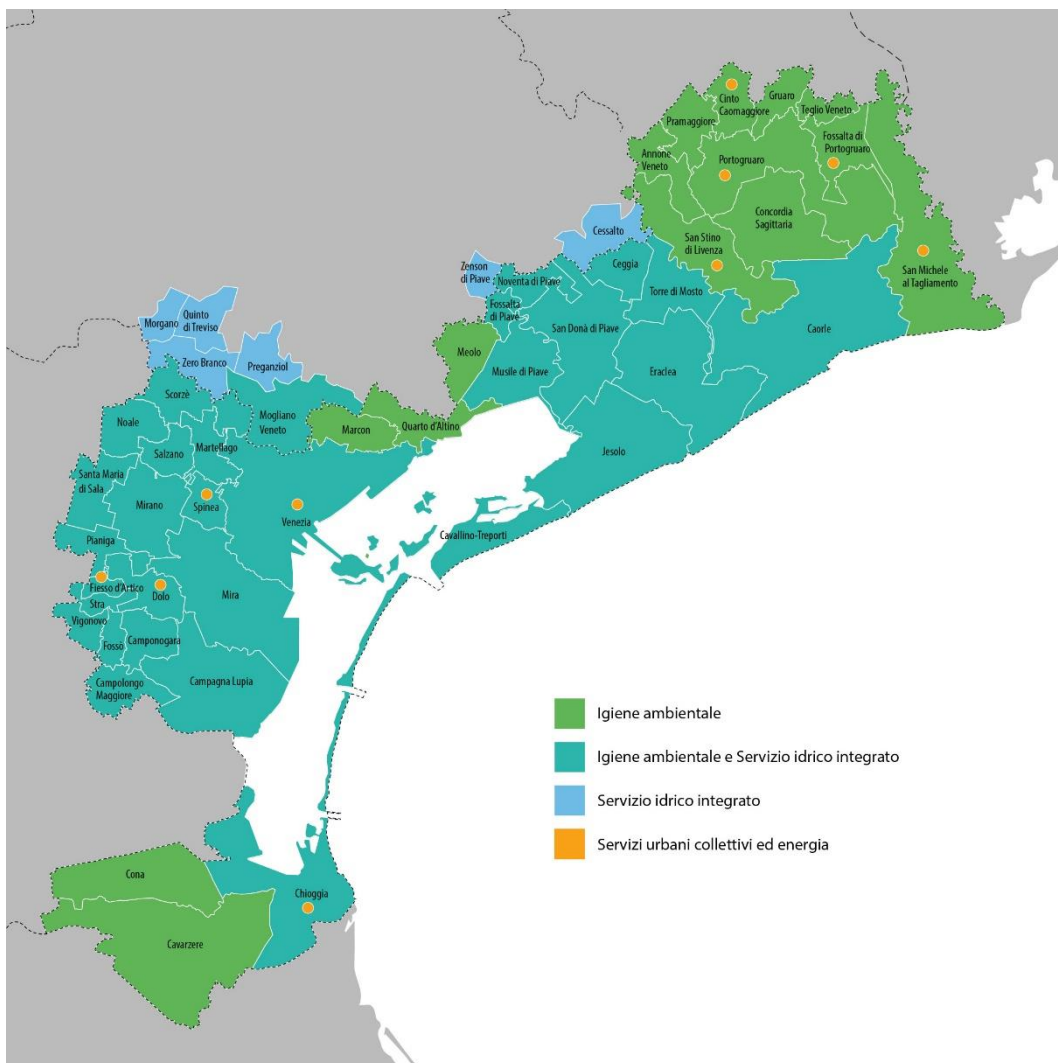 Cinto
Caomaggiore
Gruaro
Teglio Veneto
Pramaggiore
Fossalta di
Portogruaro
Annone
Veneto
Portogruaro
Concordia
Sagittaria
Cessalto
San Stino
di Livenza
Ceggia
Zenson
di Piave
Noventa di Piave
San Michele
al Tagliamento
Torre di Mosto
Fossalta
di Piave
Morgano
Quinto
di Treviso
San Donà di Piave
Caorle
Meolo
Zero Branco
Preganziol
Musile di Piave
Eraclea
Scorzè
Noale
Mogliano
Veneto
Marcon
Quarto d'Altino
Salzano
Martellago
Jesolo
Santa Maria
di Sala
Mirano
Spinea
Venezia
Cavallino-Treporti
Pianiga
Fiesso d'Artico
Dolo
Mira
Stra
Vigonovo
Fossò
Camponogara
Campolongo
Maggiore
Campagna Lupia
Igiene ambientale
Igiene ambientale e Servizio idrico integrato
Servizio idrico integrato
Servizi urbani collettivi ed energia
Cona
Chioggia
Cavarzere